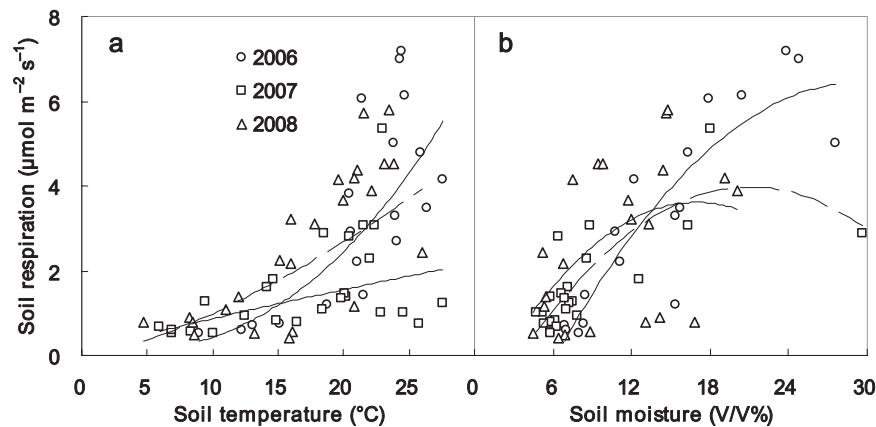 8
6
4
2
0
Soil respiration (µmol m⁻² s⁻¹)
a
2006
2007
2008
b
0 5 10 15 20 25
0 6 12 18 24 30
Soil temperature (°C)
Soil moisture (V/V%)